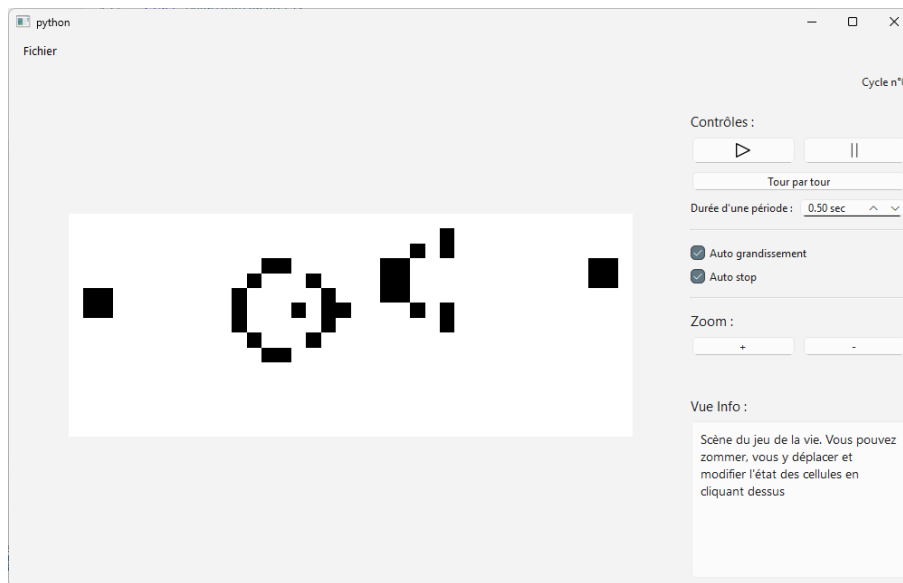 python
Fichier
Cycle n°
Contrôles :
Tour par tour
Durée d'une période :
0.50 sec
Auto grandissement
Auto stop
Zoom :
+
-
Vue Info :
Scène du jeu de la vie. Vous pouvez
zommer, vous y déplacer et
modifier l'état des cellules en
cliquant dessus